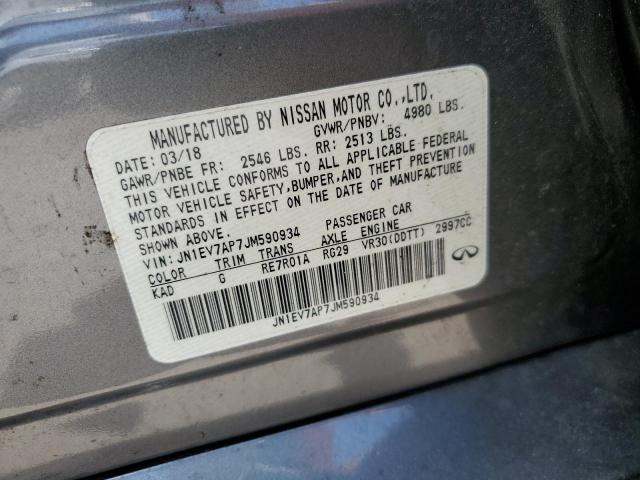 MANUFACTURED BY NISSAN MOTOR CO.,LTD.
DATE: 03/18 GVWR/PNBV: 4980 LBS.
GAWR/PNBE FR: 2546 LBS. RR: 2513 LBS.
THIS VEHICLE CONFORMS TO ALL APPLICABLE FEDERAL
MOTOR VEHICLE SAFETY,BUMPER,AND THEFT PREVENTION
STANDARDS IN EFFECT ON THE DATE OF MANUFACTURE
SHOWN ABOVE.
VIN: JN1EV7AP7JM590934 PASSENGER CAR
COLOR TRIM TRANS AXLE ENGINE
KAD G RE7R01A RG29 VR30(DDTT) 2997CC
JN1EV7AP7JM590934